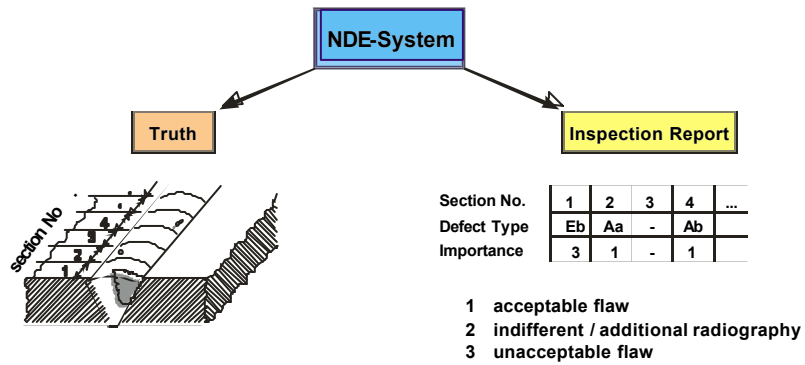 NDE-System
Truth
Inspection Report
section No
1 2 3 4
Section No. 1 2 3 4 ...
Defect Type Eb Aa - Ab
Importance 3 1 - 1
1 acceptable flaw
2 indifferent / additional radiography
3 unacceptable flaw